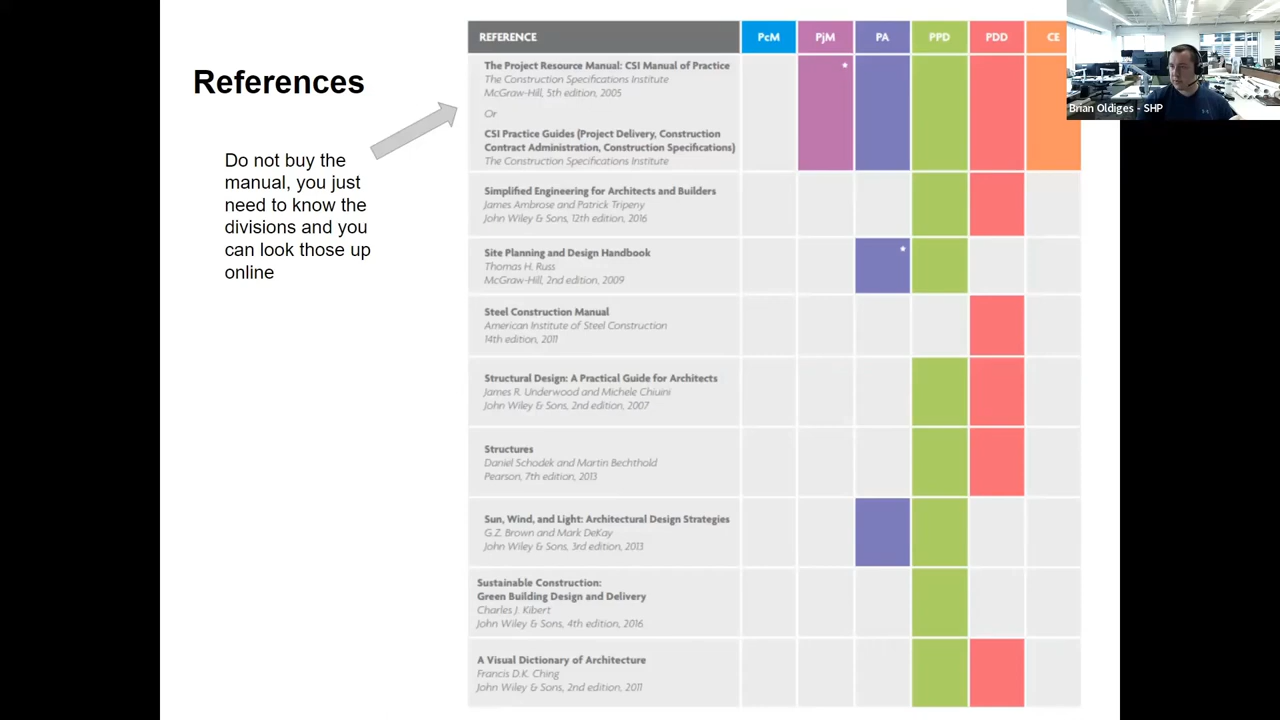 References
Do not buy the
manual, you just
need to know the
divisions and you
can look those up
online
REFERENCE PcM PjM PA PPD PDD CE
The Project Resource Manual: CSI Manual of Practice *
The Construction Specifications Institute
McGraw-Hill, 5th edition, 2005
Or
CSI Practice Guides (Project Delivery, Construction
Contract Administration, Construction Specifications)
The Construction Specifications Institute
Simplified Engineering for Architects and Builders
James Ambrose and Patrick Tripeny
John Wiley & Sons, 12th edition, 2016
Site Planning and Design Handbook *
Thomas H. Russ
McGraw-Hill, 2nd edition, 2009
Steel Construction Manual
American Institute of Steel Construction
14th edition, 2011
Structural Design: A Practical Guide for Architects
James R. Underwood and Michele Chiuini
John Wiley & Sons, 2nd edition, 2007
Structures
Daniel Schodek and Martin Bechthold
Pearson, 7th edition, 2013
Sun, Wind, and Light: Architectural Design Strategies
G.Z. Brown and Mark DeKay
John Wiley & Sons, 3rd edition, 2013
Sustainable Construction:
Green Building Design and Delivery
Charles J. Kibert
John Wiley & Sons, 4th edition, 2016
A Visual Dictionary of Architecture
Francis D.K. Ching
John Wiley & Sons, 2nd edition, 2011
Brian Oldiges - SHP